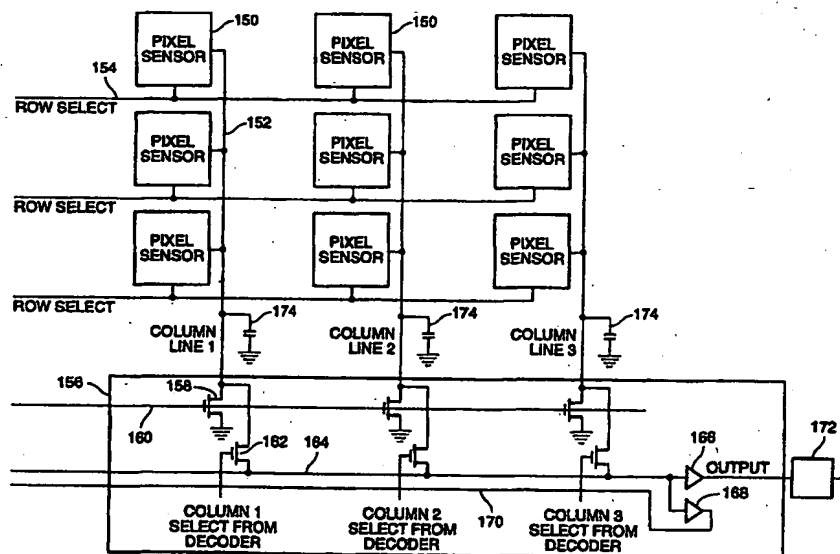 150
150
PIXEL
SENSOR
PIXEL
SENSOR
PIXEL
SENSOR
154
ROW SELECT
152
PIXEL
SENSOR
PIXEL
SENSOR
PIXEL
SENSOR
ROW SELECT
PIXEL
SENSOR
PIXEL
SENSOR
PIXEL
SENSOR
ROW SELECT
174
174
174
COLUMN
LINE 1
COLUMN
LINE 2
COLUMN
LINE 3
156
158
160
162
164
166
OUTPUT
172
168
170
COLUMN 1
SELECT FROM
DECODER
COLUMN 2
SELECT FROM
DECODER
COLUMN 3
SELECT FROM
DECODER